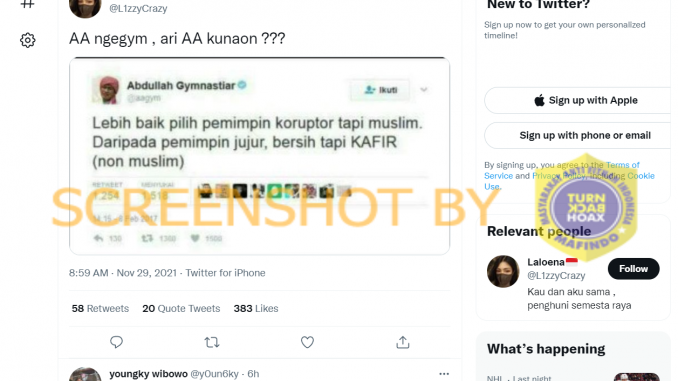 @L1zzyCrazy
AA ngegym , ari AA kunaon ???
Abdullah Gymnastiar
@aagym
Ikuti
Lebih baik pilih pemimpin koruptor tapi muslim.
Daripada pemimpin jujur, bersih tapi KAFIR
(non muslim)
RETWEET
1.254
1.518
2017
130
1300
1500
8:59 AM · Nov 29, 2021 · Twitter for iPhone
58 Retweets 20 Quote Tweets 383 Likes
youngky wibowo @y0un6ky · 6h
SCREENSHOT BY
MASYARAKAT ANTI FITNAH INDONESIA
TURN
BACK
HOAX
MAFINDO
New to Twitter?
Sign up now to get your own personalized
timeline!
Sign up with Apple
Sign up with phone or email
By signing up, you agree to the Terms of
Service and Privacy Policy, including Cookie
Use.
Relevant people
Laloena
@L1zzyCrazy
Follow
Kau dan aku sama ,
penghuni semesta raya
What's happening
NHL · Last night